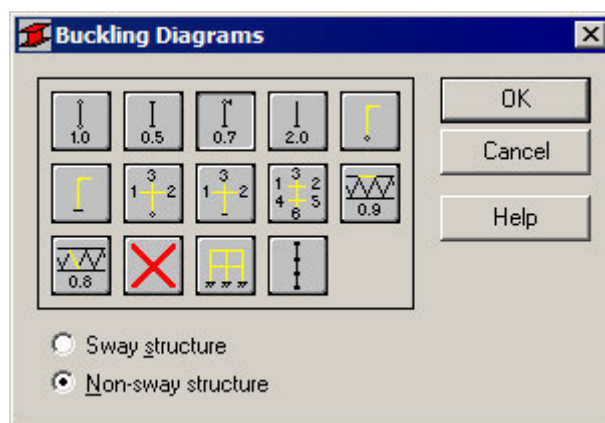 Buckling Diagrams
1.0 0.5 0.7 2.0
OK
Cancel
3 1 2
3 1 2
3 1 2 4 5 6
0.9
Help
0.8
Sway structure
Non-sway structure